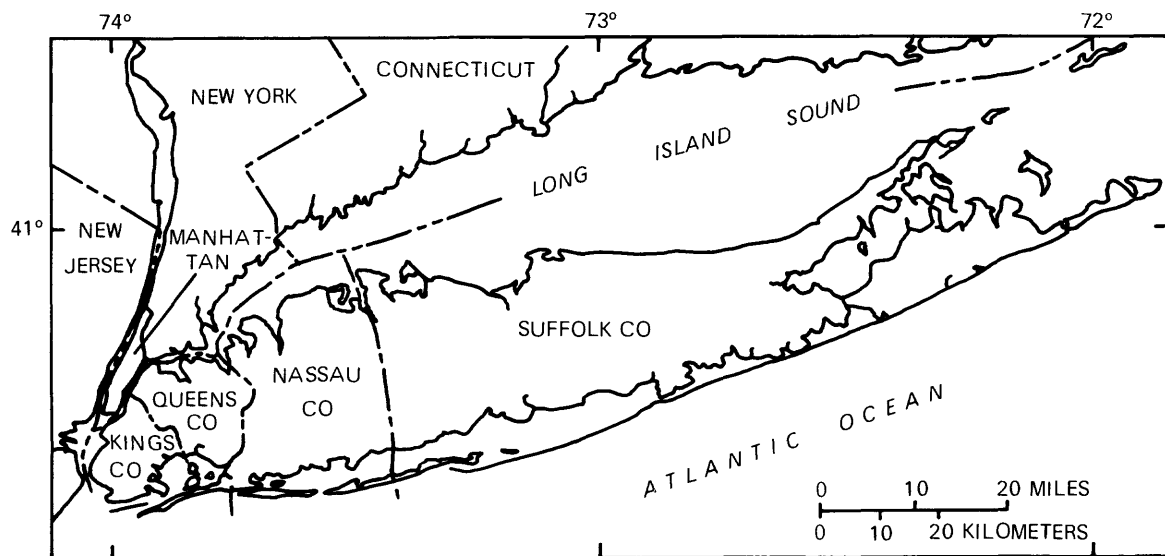 74°
73°
72°
CONNECTICUT
NEW YORK
LONG ISLAND SOUND
41°
NEW
JERSEY
MANHAT-
TAN
SUFFOLK CO
NASSAU
CO
QUEENS
CO
KINGS
CO
ATLANTIC OCEAN
0 10 20 MILES
0 10 20 KILOMETERS